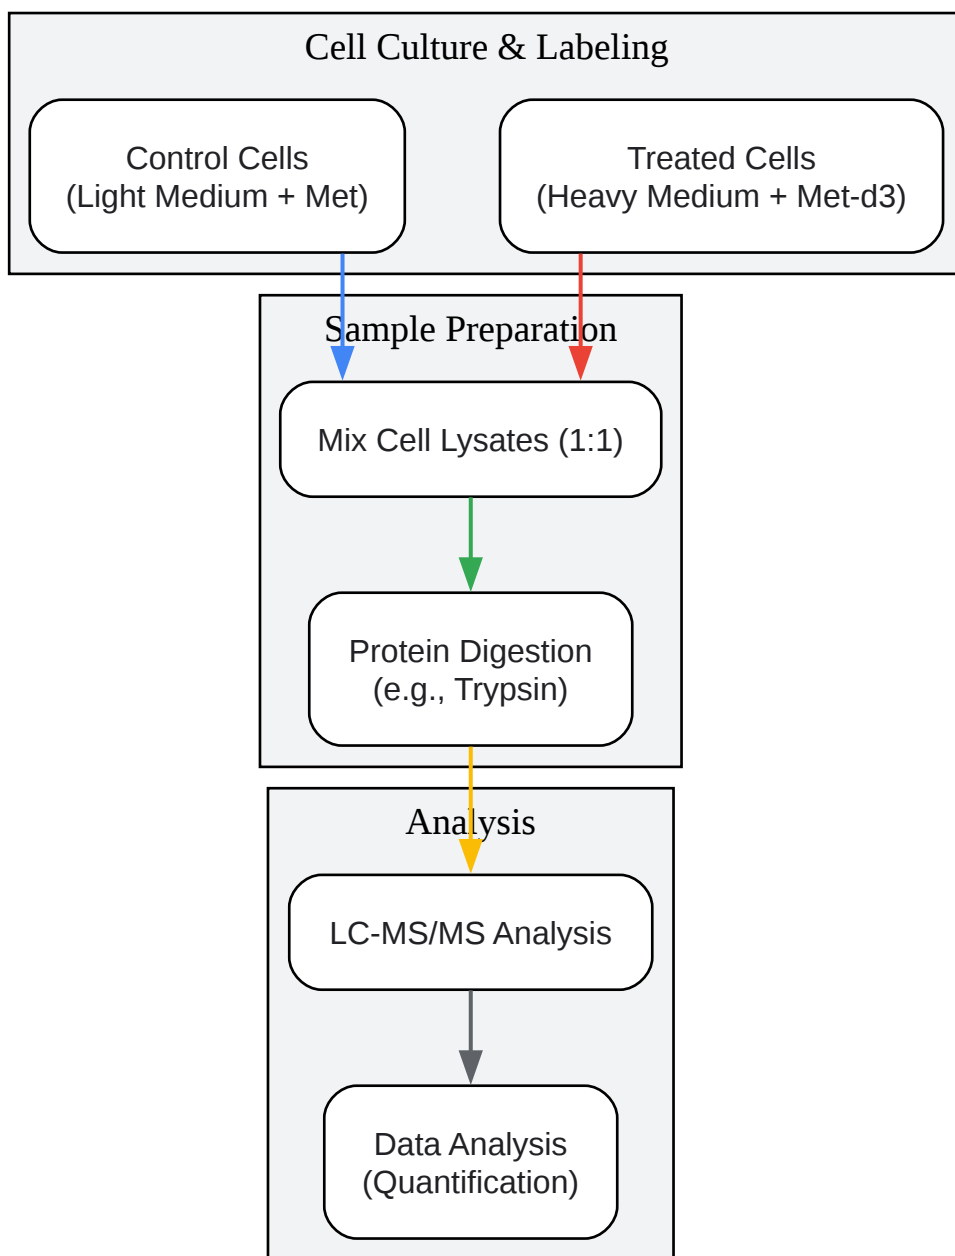 Cell Culture & Labeling
Control Cells
(Light Medium + Met)
Treated Cells
(Heavy Medium + Met-d3)
Sample Preparation
Mix Cell Lysates (1:1)
Protein Digestion
(e.g., Trypsin)
Analysis
LC-MS/MS Analysis
Data Analysis
(Quantification)